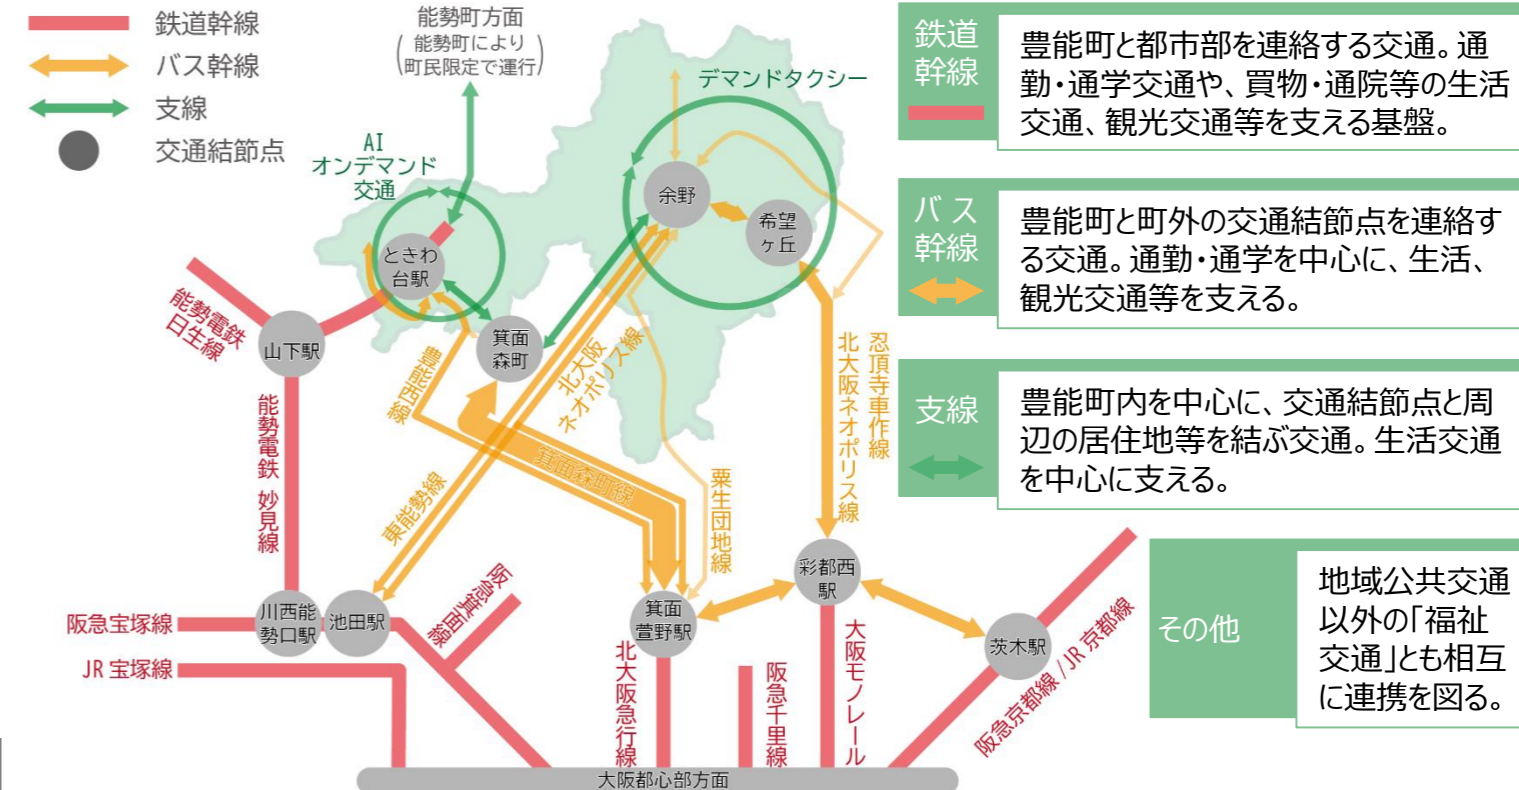 鉄道幹線
バス幹線
支線
交通結節点
能勢町方面
(能勢町により
町民限定で運行)
デマンドタクシー
AI
オンデマンド
交通
余野
希望
ヶ丘
ときわ
台駅
箕面
森町
山下駅
能勢電鉄
日生線
能勢電鉄 妙見線
豊能西線
北大阪
ネオポリス線
箕面森町線
東能勢線
粟生団地線
忍頂寺車作線
北大阪ネオポリス線
彩都西
駅
川西能
勢口駅
池田駅
箕面
萱野駅
茨木駅
阪急宝塚線
JR 宝塚線
阪急箕面線
北大阪急行線
阪急千里線
大阪モノレール
阪急京都線 / JR 京都線
大阪都心部方面
鉄道
幹線
豊能町と都市部を連絡する交通。通
勤・通学交通や、買物・通院等の生活
交通、観光交通等を支える基盤。
バス
幹線
豊能町と町外の交通結節点を連絡す
る交通。通勤・通学を中心に、生活、
観光交通等を支える。
支線
豊能町内を中心に、交通結節点と周
辺の居住地等を結ぶ交通。生活交通
を中心に支える。
その他
地域公共交通
以外の「福祉
交通」とも相互
に連携を図る。